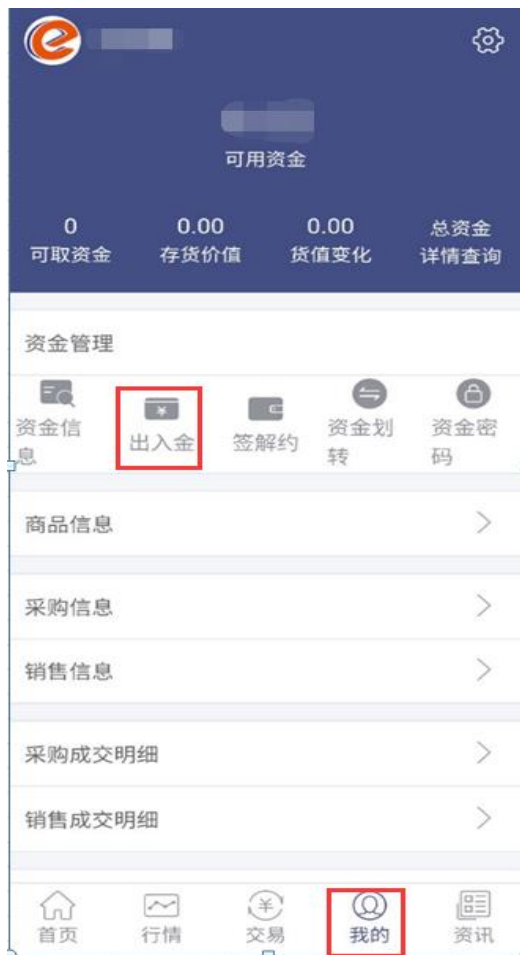 可用资金
0 0.00 0.00 总资金
可取资金 存货价值 货值变化 详情查询
资金管理
资金信息 出入金 签解约 资金划转 资金密码
商品信息
采购信息
销售信息
采购成交明细
销售成交明细
首页 行情 交易 我的 资讯